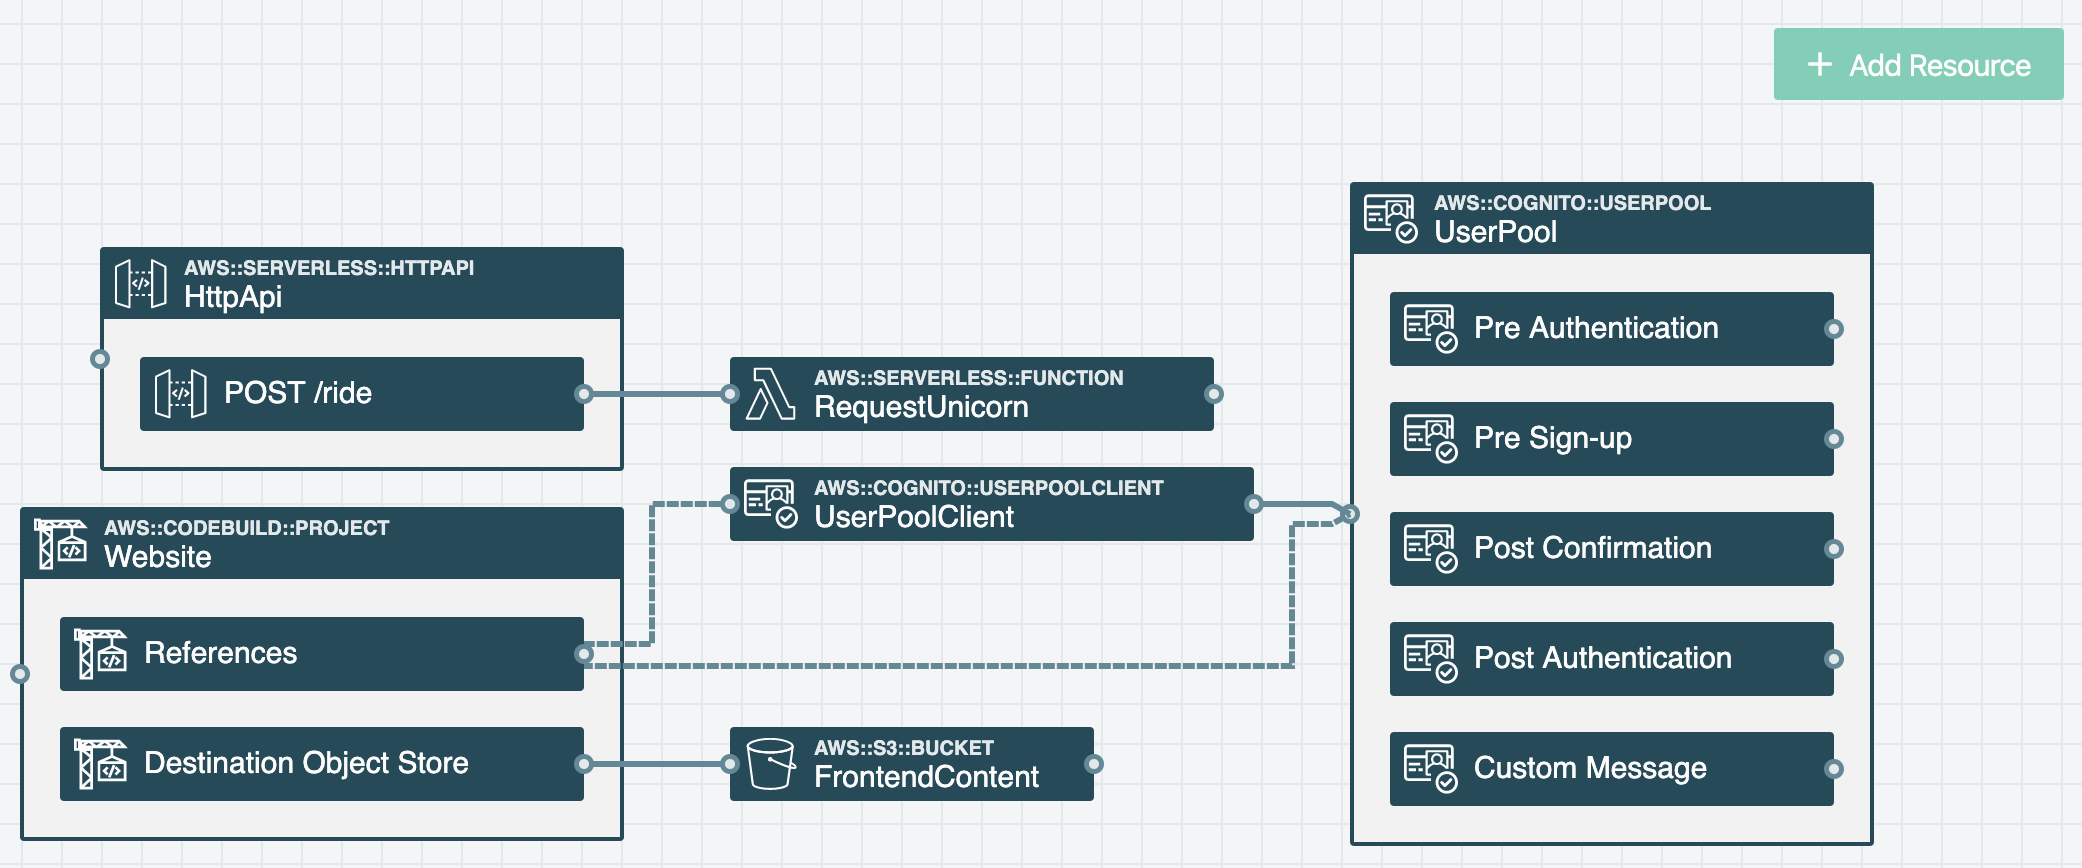 + Add Resource
AWS::COGNITO::USERPOOL
UserPool
Pre Authentication
Pre Sign-up
Post Confirmation
Post Authentication
Custom Message
AWS::SERVERLESS::HTTPAPI
HttpApi
POST /ride
AWS::SERVERLESS::FUNCTION
RequestUnicorn
AWS::COGNITO::USERPOOLCLIENT
UserPoolClient
AWS::CODEBUILD::PROJECT
Website
References
Destination Object Store
AWS::S3::BUCKET
FrontendContent